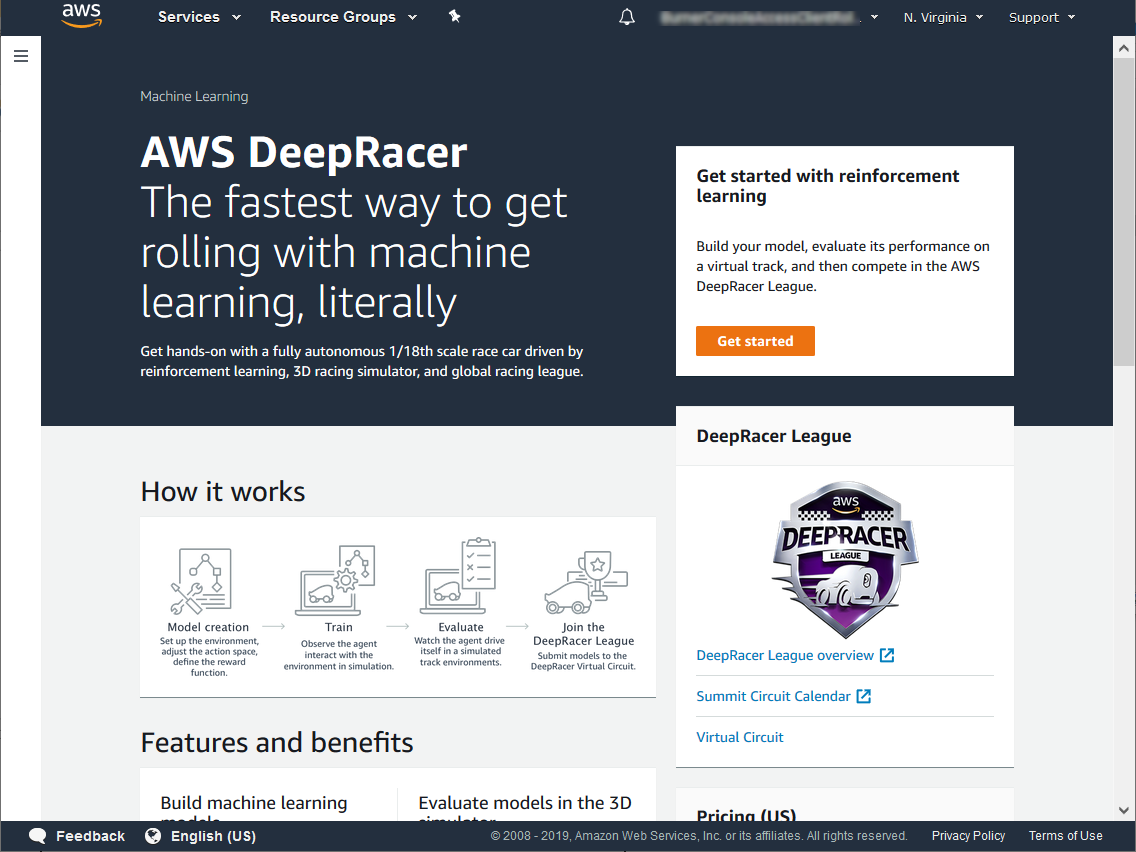 aws
Services
Resource Groups
N. Virginia
Support
Machine Learning
AWS DeepRacer
The fastest way to get
rolling with machine
learning, literally
Get hands-on with a fully autonomous 1/18th scale race car driven by
reinforcement learning, 3D racing simulator, and global racing league.
Get started with reinforcement
learning
Build your model, evaluate its performance on
a virtual track, and then compete in the AWS
DeepRacer League.
Get started
How it works
Model creation
Set up the environment,
adjust the action space,
define the reward
function.
Train
Observe the agent
interact with the
environment in simulation.
Evaluate
Watch the agent drive
itself in a simulated
track environments.
Join the
DeepRacer League
Submit models to the
DeepRacer Virtual Circuit.
DeepRacer League
aws
DEEPRACER
LEAGUE
DeepRacer League overview
Summit Circuit Calendar
Virtual Circuit
Features and benefits
Build machine learning
models
Evaluate models in the 3D
simulator
Pricing (US)
Feedback
English (US)
© 2008 - 2019, Amazon Web Services, Inc. or its affiliates. All rights reserved.
Privacy Policy
Terms of Use